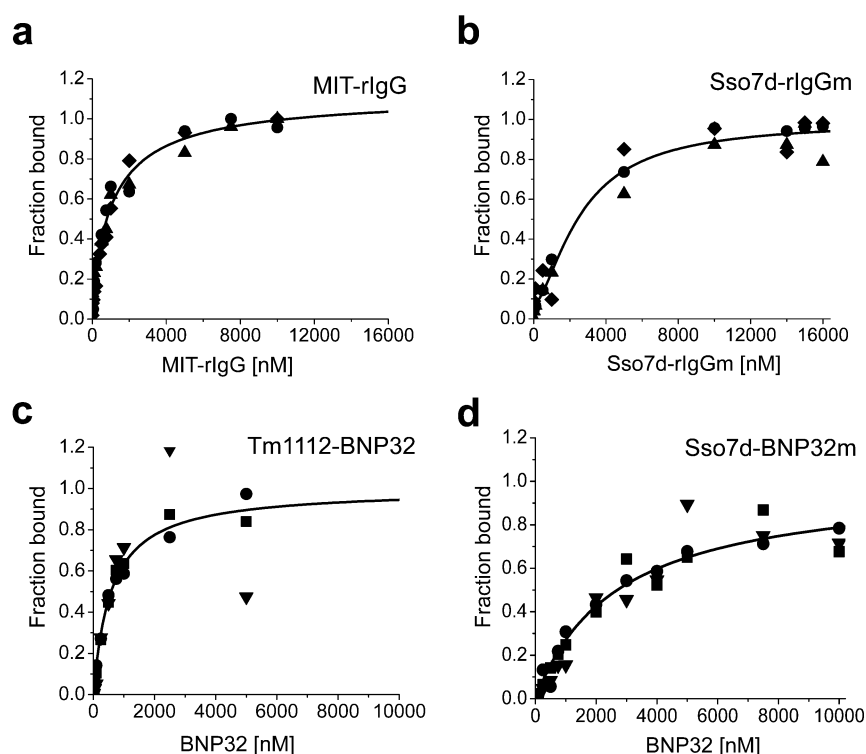 a
MIT-rIgG
Fraction bound
1.2
1.0
0.8
0.6
0.4
0.2
0.0
0 4000 8000 12000 16000
MIT-rIgG [nM]
b
Sso7d-rIgGm
Fraction bound
1.2
1.0
0.8
0.6
0.4
0.2
0.0
0 4000 8000 12000 16000
Sso7d-rIgGm [nM]
c
Tm1112-BNP32
Fraction bound
1.2
1.0
0.8
0.6
0.4
0.2
0.0
0 2000 4000 6000 8000 10000
BNP32 [nM]
d
Sso7d-BNP32m
Fraction bound
1.2
1.0
0.8
0.6
0.4
0.2
0.0
0 2000 4000 6000 8000 10000
BNP32 [nM]